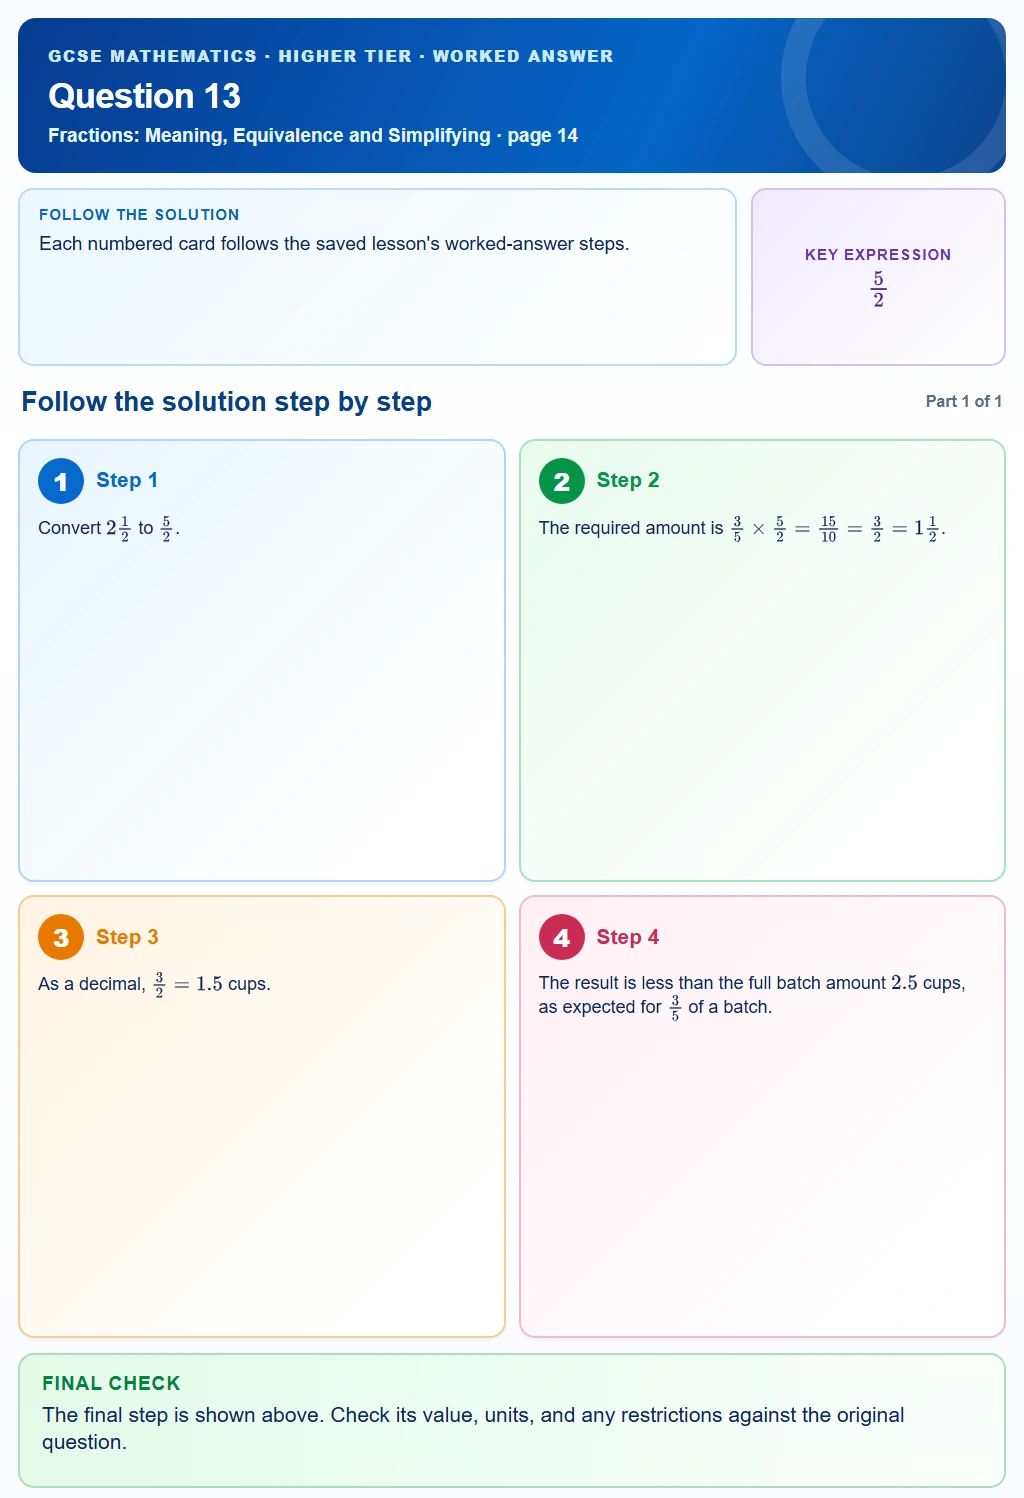 GCSE MATHEMATICS · HIGHER TIER · WORKED ANSWER
Question 13
Fractions: Meaning, Equivalence and Simplifying · page 14
FOLLOW THE SOLUTION
Each numbered card follows the saved lesson's worked-answer steps.
KEY EXPRESSION
5/2
Follow the solution step by step
Part 1 of 1
1 Step 1
Convert 2 1/2 to 5/2.
2 Step 2
The required amount is 3/5 × 5/2 = 15/10 = 3/2 = 1 1/2.
3 Step 3
As a decimal, 3/2 = 1.5 cups.
4 Step 4
The result is less than the full batch amount 2.5 cups,
as expected for 3/5 of a batch.
FINAL CHECK
The final step is shown above. Check its value, units, and any restrictions against the original
question.